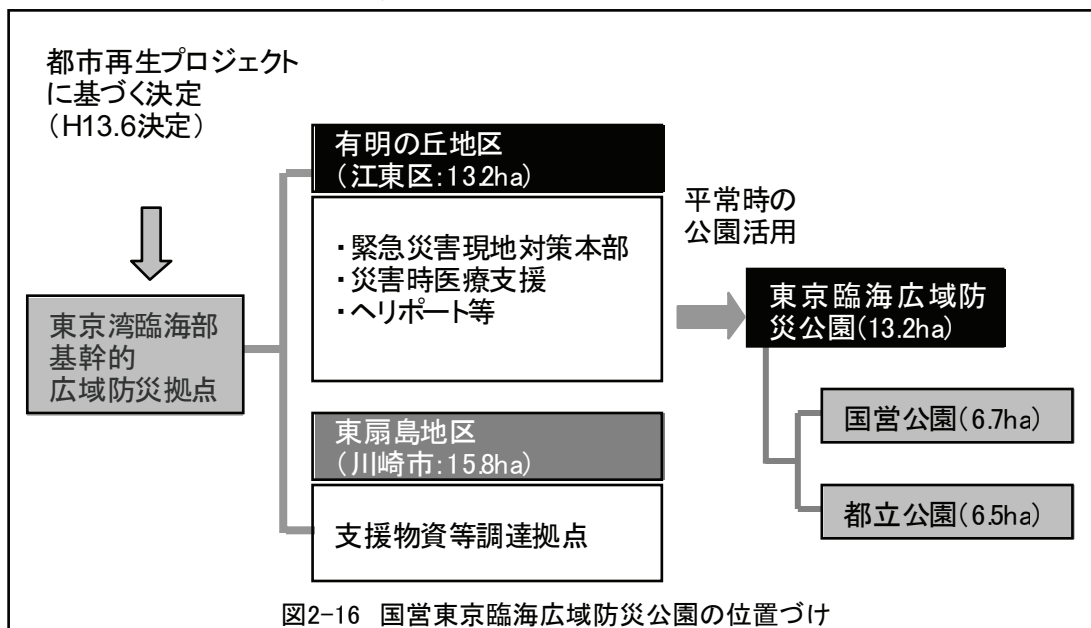 都市再生プロジェクト
に基づく決定
(H13.6決定)
東京湾臨海部
基幹的
広域防災拠点
有明の丘地区
(江東区:13.2ha)
・緊急災害現地対策本部
・災害時医療支援
・ヘリポート等
東扇島地区
(川崎市:15.8ha)
支援物資等調達拠点
平常時の
公園活用
東京臨海広域防
災公園(13.2ha)
国営公園(6.7ha)
都立公園(6.5ha)
図2-16 国営東京臨海広域防災公園の位置づけ